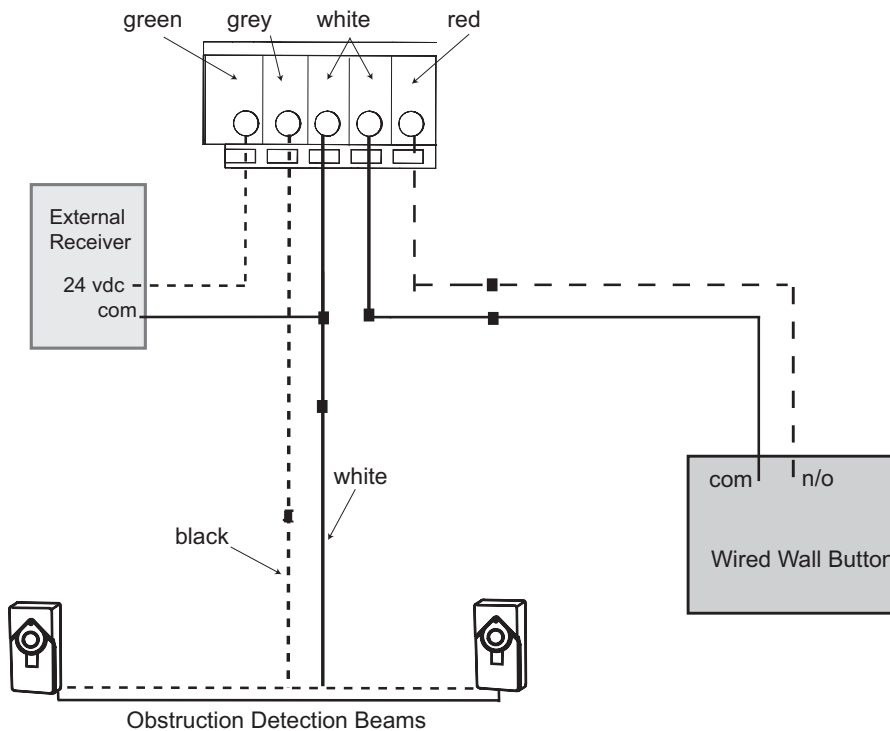 green grey white red
External
Receiver
24 vdc
com
white
black
com n/o
Wired Wall Button
Obstruction Detection Beams